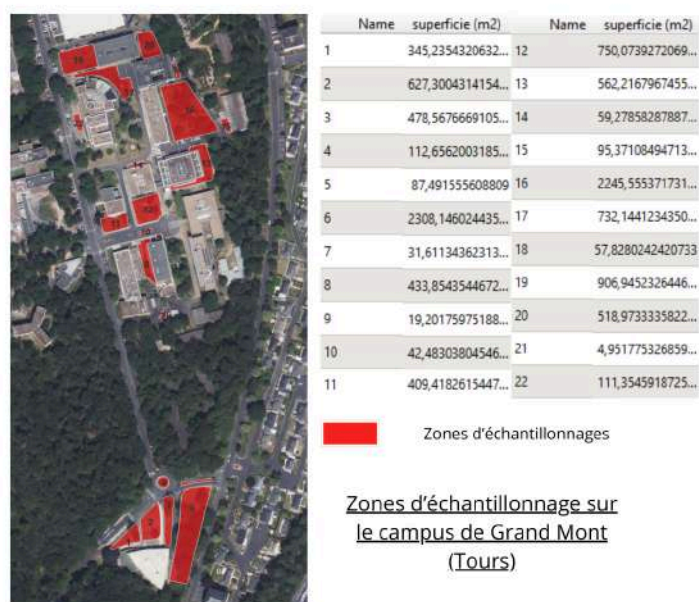 Name superficie (m2) Name superficie (m2)
1 345,2354320632... 12 750,0739272069...
2 627,3004314154... 13 562,2167967455...
3 478,5676669105... 14 59,27858287887...
4 112,6562003185... 15 95,37108494713...
5 87,491555608809 16 2245,555371731...
6 2308,146024435... 17 732,1441234350...
7 31,61134362313... 18 57,8280242420733
8 433,8543544672... 19 906,9452326446...
9 19,20175975188... 20 518,9733335822...
10 42,48303804546... 21 4,951775326859...
11 409,4182615447... 22 111,3545918725...
Zones d'échantillonnages
Zones d'échantillonnage sur
le campus de Grand Mont
(Tours)